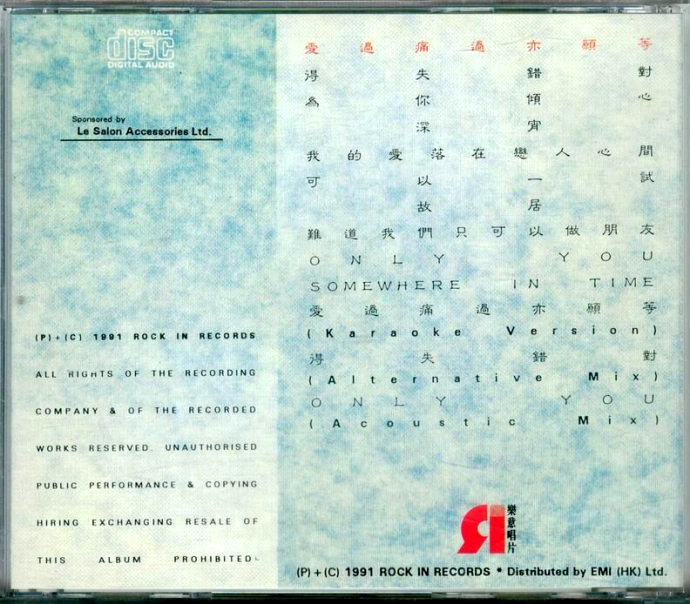 COMPACT
disc
DIGITAL AUDIO
Sponsored by
Le Salon Accessories Ltd.
愛過痛過亦願等
得失錯對
為你傾心
深宵
我的愛落在戀人心間
可以一試
故居
難道我們只可以做朋友
ONLY YOU
SOMEWHERE IN TIME
愛過痛過亦願等
(Karaoke Version)
得失錯對
(Alternative Mix)
ONLY YOU
(Acoustic Mix)
(P)+(C) 1991 ROCK IN RECORDS
ALL RIGHTS OF THE RECORDING
COMPANY & OF THE RECORDED
WORKS RESERVED. UNAUTHORISED
PUBLIC PERFORMANCE & COPYING
HIRING EXCHANGING RESALE OF
THIS ALBUM PROHIBITED.
樂意唱片
(P)+(C) 1991 ROCK IN RECORDS * Distributed by EMI (HK) Ltd.